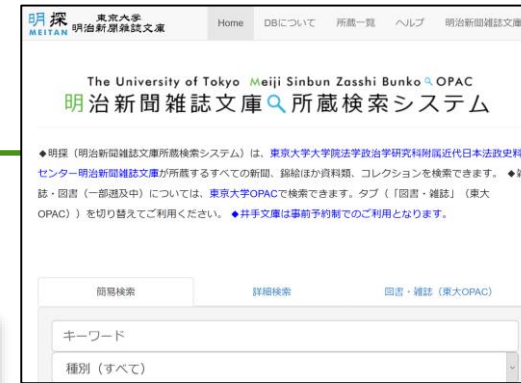 明探 東京大学
MEITAN 明治新聞雑誌文庫
Home DBについて 所蔵一覧 ヘルプ 明治新聞雑誌文庫
The University of Tokyo Meiji Sinbun Zasshi Bunko OPAC
明治新聞雑誌文庫 所蔵検索システム
◆明探（明治新聞雑誌文庫所蔵検索システム）は、東京大学大学院法学政治学研究科附属近代日本法政史料
センター明治新聞雑誌文庫が所蔵するすべての新聞、錦絵ほか資料類、コレクションを検索できます。 ◆雑
誌・図書（一部遡及中）については、東京大学OPACで検索できます。タブ（「図書・雑誌」（東大
OPAC））を切り替えてご利用ください。 ◆井手文庫は事前予約制でのご利用となります。
簡易検索 詳細検索 図書・雑誌（東大OPAC）
キーワード
種別（すべて）